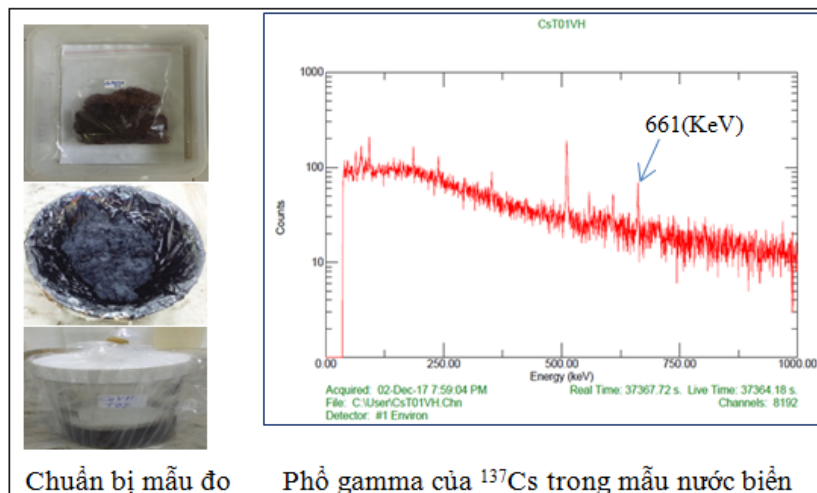 CsT01VH
1000
100
10
Counts
661(KeV)
0.00 250.00 500.00 750.00 1000.00
Energy (keV)
Acquired: 02-Dec-17 7:59:04 PM Real Time: 37367.72 s. Live Time: 37364.18 s.
File: C:\User\CsT01VH.Chn Channels: 8192
Detector: #1 Environ
Chuẩn bị mẫu đo
Phổ gamma của ¹³⁷Cs trong mẫu nước biển